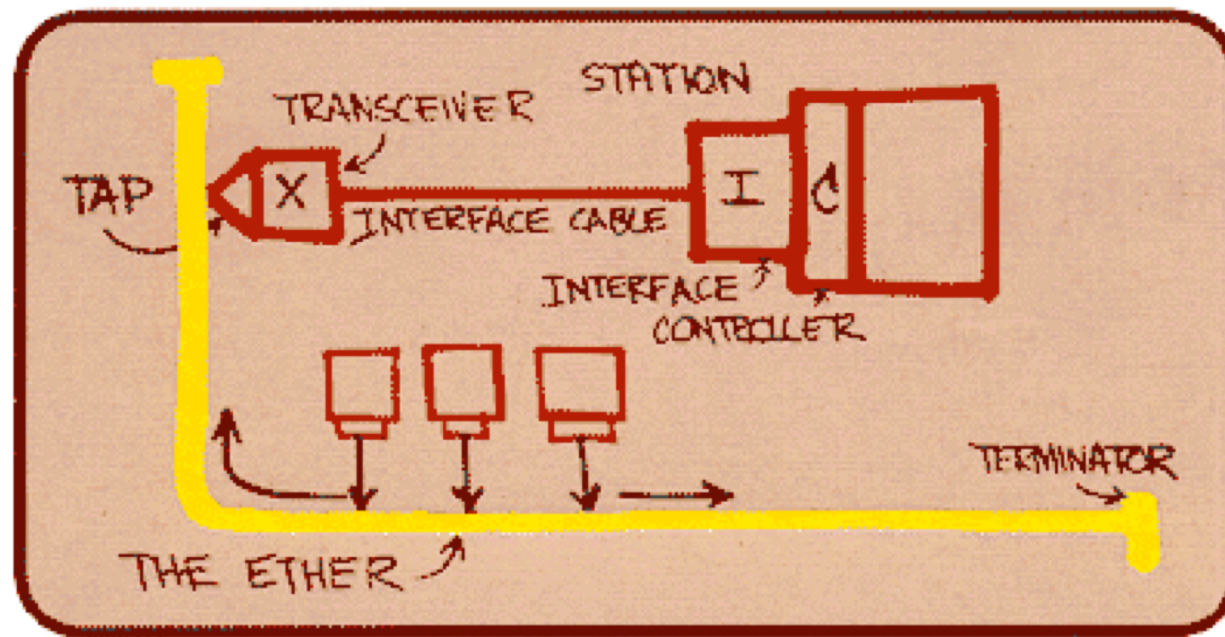 STATION
TRANSCEIVER
TAP
X
I
C
INTERFACE CABLE
INTERFACE
CONTROLLER
TERMINATOR
THE ETHER